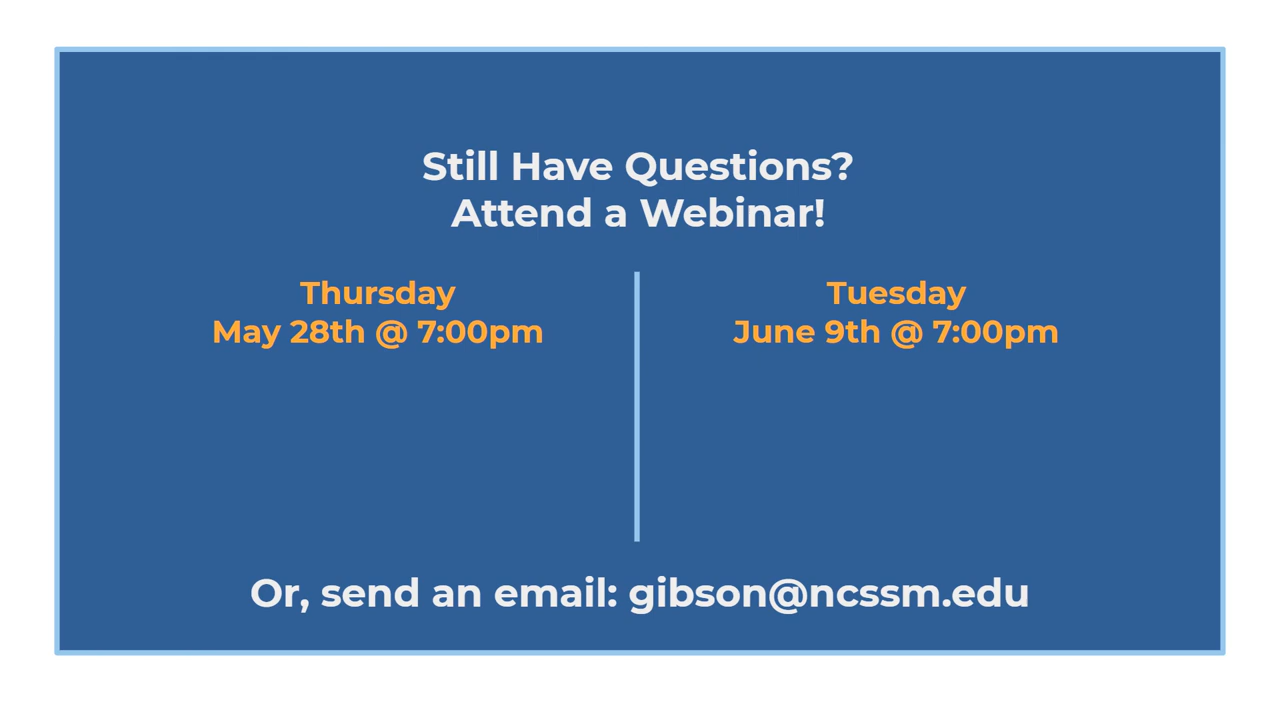 Still Have Questions?
Attend a Webinar!
Thursday
May 28th @ 7:00pm
Tuesday
June 9th @ 7:00pm
Or, send an email: gibson@ncssm.edu